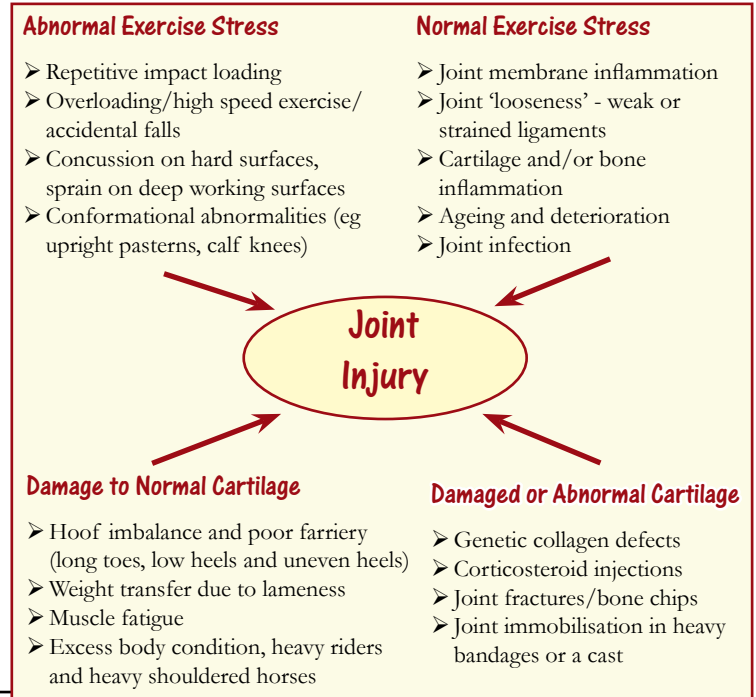 Abnormal Exercise Stress
➢ Repetitive impact loading
➢ Overloading/high speed exercise/
accidental falls
➢ Concussion on hard surfaces,
sprain on deep working surfaces
➢ Conformational abnormalities (eg
upright pasterns, calf knees)
Normal Exercise Stress
➢ Joint membrane inflammation
➢ Joint ‘looseness’ - weak or
strained ligaments
➢ Cartilage and/or bone
inflammation
➢ Ageing and deterioration
➢ Joint infection
Joint
Injury
Damage to Normal Cartilage
➢ Hoof imbalance and poor farriery
(long toes, low heels and uneven heels)
➢ Weight transfer due to lameness
➢ Muscle fatigue
➢ Excess body condition, heavy riders
and heavy shouldered horses
Damaged or Abnormal Cartilage
➢ Genetic collagen defects
➢ Corticosteroid injections
➢ Joint fractures/bone chips
➢ Joint immobilisation in heavy
bandages or a cast